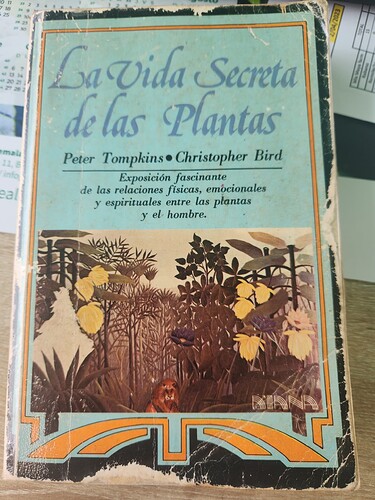 La Vida Secreta
de las Plantas
Peter Tompkins • Christopher Bird
Exposición fascinante
de las relaciones físicas, emocionales
y espirituales entre las plantas
y el hombre.
DIANA